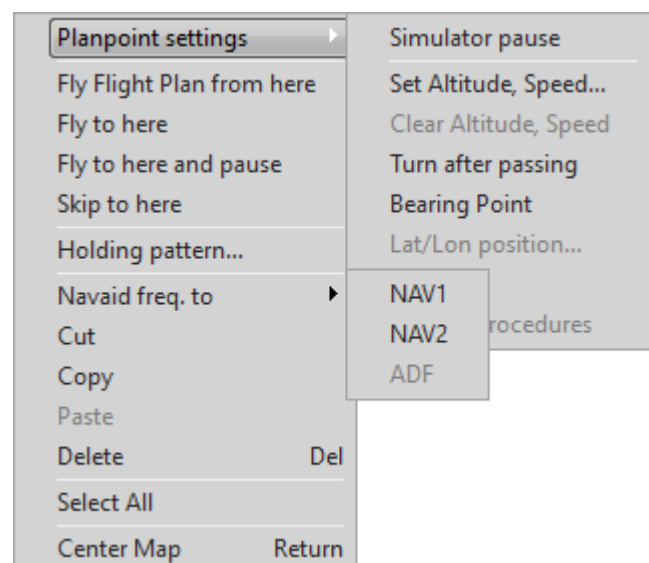 Planpoint settings
Fly Flight Plan from here
Fly to here
Fly to here and pause
Skip to here
Holding pattern...
Navaid freq. to
Cut
Copy
Paste
Delete Del
Select All
Center Map Return
Simulator pause
Set Altitude, Speed...
Clear Altitude, Speed
Turn after passing
Bearing Point
Lat/Lon position...
NAV1
NAV2
ADF